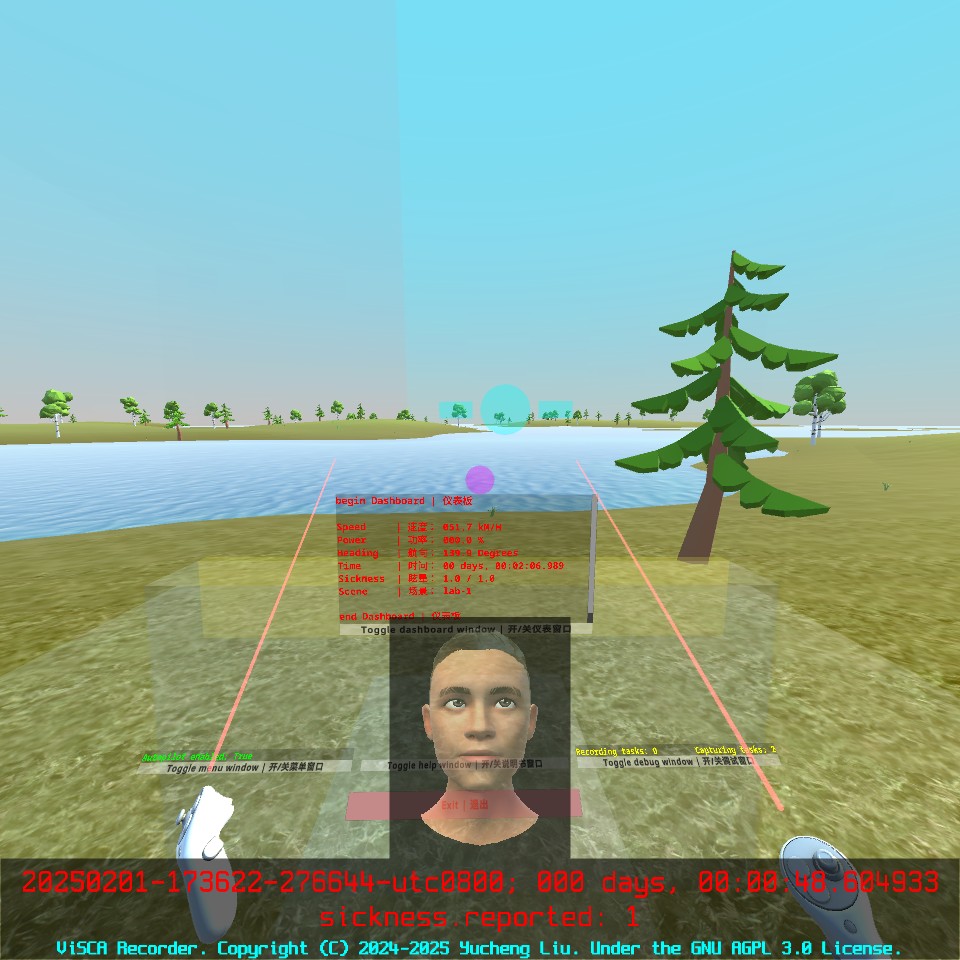 begin Dashboard | 仪表板
Speed | 速度: 051.7 kM/H
Power | 功率: 000.0 %
Heading | 航向: 139.9 Degrees
Time | 时间: 00 days, 00:02:06.989
Sickness | 眩晕: 1.0 / 1.0
Scene | 场景: lab-3
end Dashboard | 仪表板
Toggle dashboard window | 开/关仪表窗口
True
Recording tasks: 0 Capturing tasks: 2
Toggle menu window | 开/关菜单窗口
Toggle help window | 开/关说明书窗口
Toggle debug window | 开/关调试窗口
Exit | 退出
20250201-173622-276644-utc0800; 000 days, 00:00:48.604933
sickness.reported: 1
ViSCA Recorder. Copyright (C) 2024-2025 Yucheng Liu. Under the GNU AGPL 3.0 License.